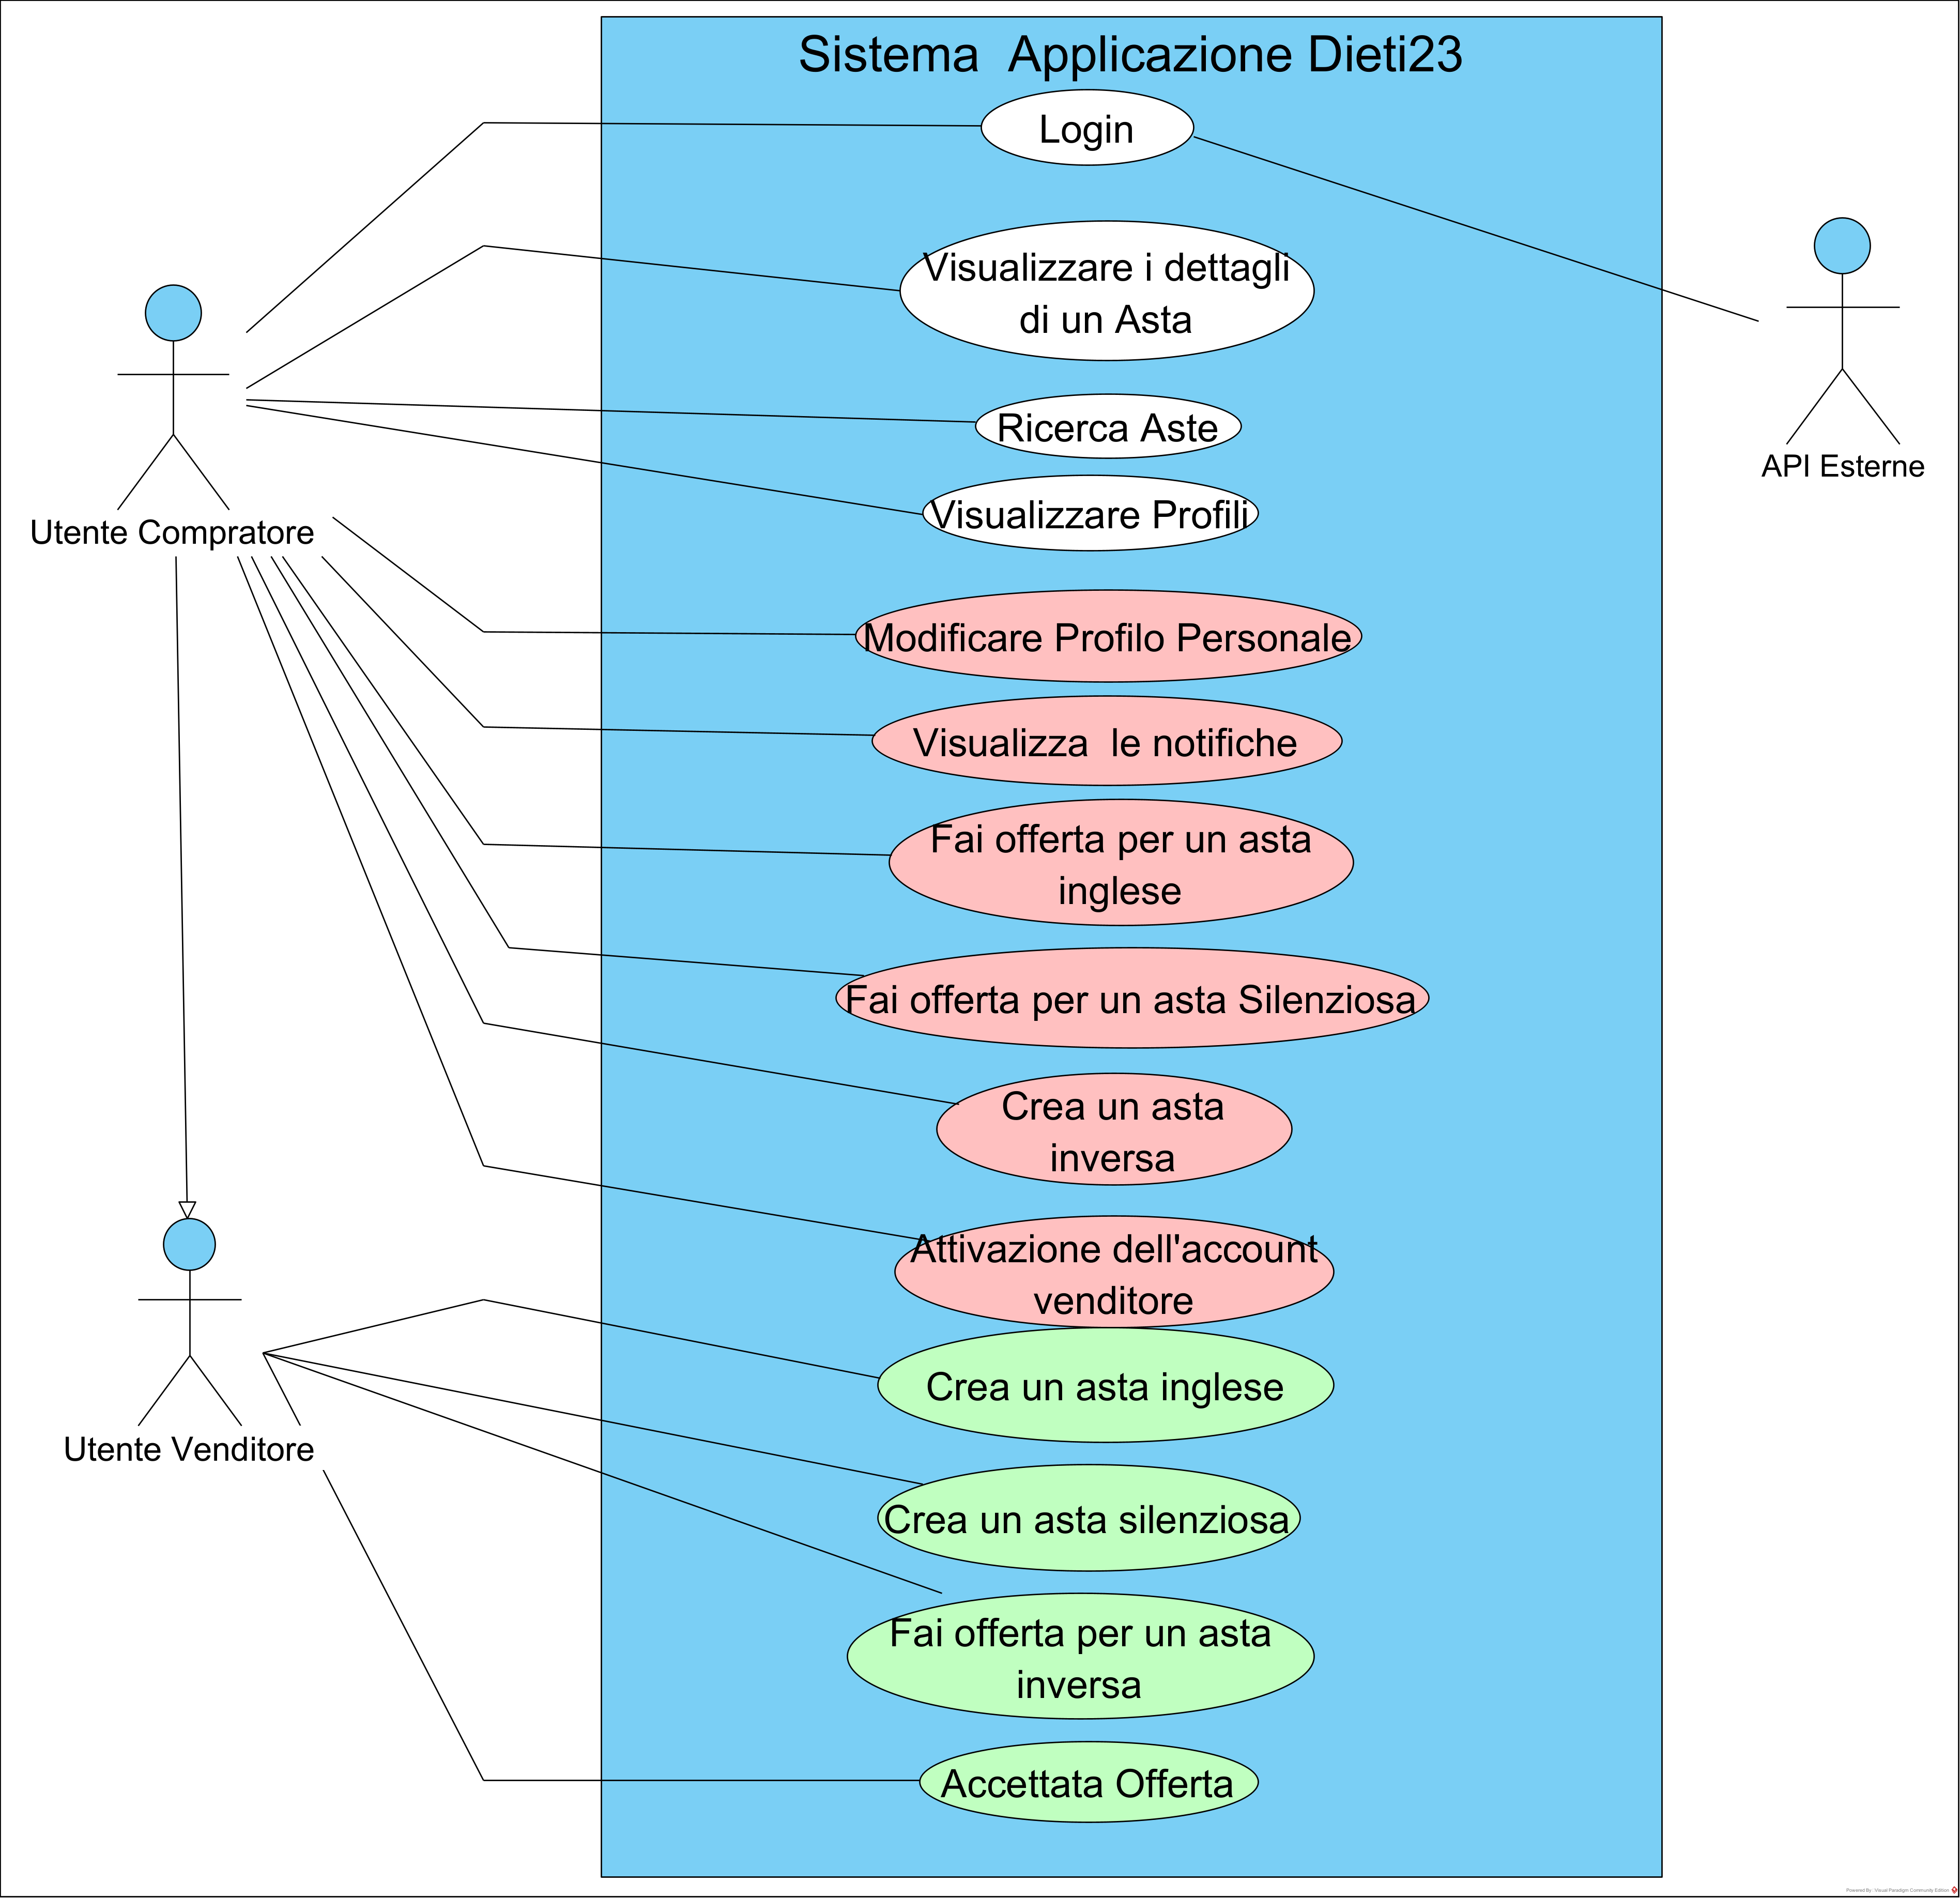 Sistema  Applicazione Dieti23
Login
Visualizzare i dettagli
di un Asta
Ricerca Aste
API Esterne
Visualizzare Profili
Utente Compratore
Modificare Profilo Personale
Visualizza  le notifiche
Fai offerta per un asta
inglese
Fai offerta per un asta Silenziosa
Crea un asta
inversa
Attivazione dell'account
venditore
Crea un asta inglese
Utente Venditore
Crea un asta silenziosa
Fai offerta per un asta
inversa
Accettata Offerta
Powered By: Visual Paradigm Community Edition